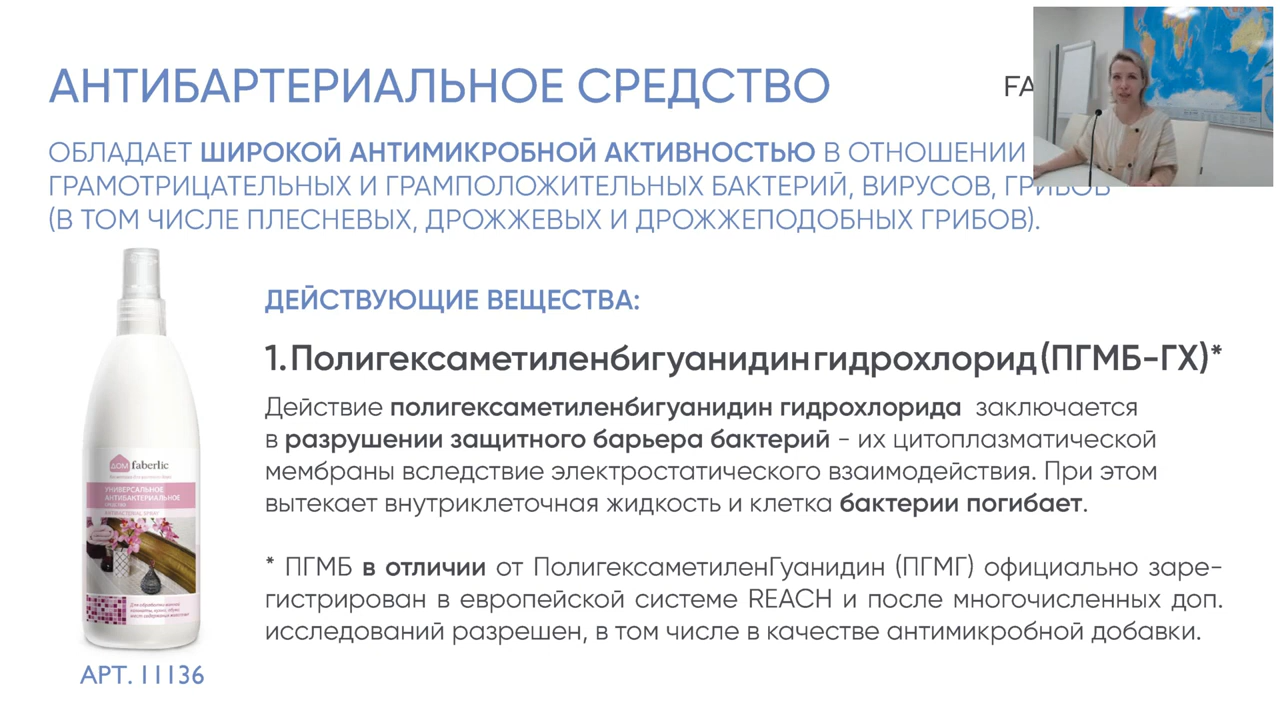 АНТИБАРТЕРИАЛЬНОЕ СРЕДСТВО
FA
ОБЛАДАЕТ ШИРОКОЙ АНТИМИКРОБНОЙ АКТИВНОСТЬЮ В ОТНОШЕНИИ
ГРАМОТРИЦАТЕЛЬНЫХ И ГРАМПОЛОЖИТЕЛЬНЫХ БАКТЕРИЙ, ВИРУСОВ, ГРИБОВ
(В ТОМ ЧИСЛЕ ПЛЕСНЕВЫХ, ДРОЖЖЕВЫХ И ДРОЖЖЕПОДОБНЫХ ГРИБОВ).
ДЕЙСТВУЮЩИЕ ВЕЩЕСТВА:
1. Полигексаметиленбигуанидин гидрохлорид (ПГМБ-ГХ)*
Действие полигексаметиленбигуанидин гидрохлорида заключается
в разрушении защитного барьера бактерий - их цитоплазматической
мембраны вследствие электростатического взаимодействия. При этом
вытекает внутриклеточная жидкость и клетка бактерии погибает.
* ПГМБ в отличии от ПолигексаметиленГуанидин (ПГМГ) официально заре-
гистрирован в европейской системе REACH и после многочисленных доп.
исследований разрешен, в том числе в качестве антимикробной добавки.
ДОМ faberlic
УНИВЕРСАЛЬНОЕ
АНТИБАКТЕРИАЛЬНОЕ
СРЕДСТВО
АРТ. 11136